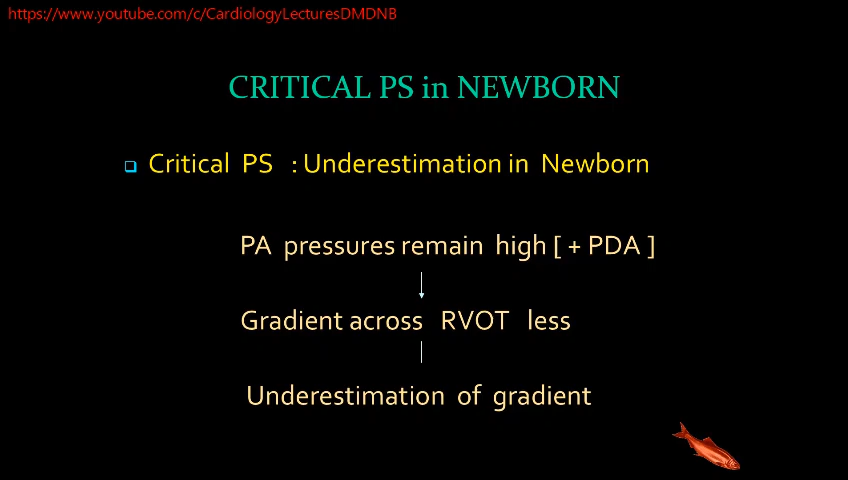 https://www.youtube.com/c/CardiologyLecturesDMDNB
CRITICAL PS in NEWBORN
Critical PS : Underestimation in Newborn
PA pressures remain high [ + PDA ]
Gradient across RVOT less
Underestimation of gradient